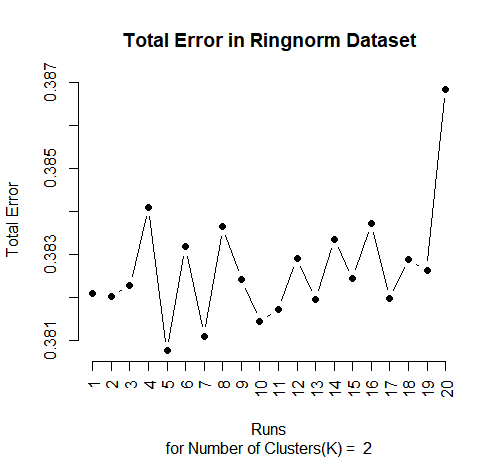 Total Error in Ringnorm Dataset
Total Error
0.387
0.385
0.383
0.381
1 2 3 4 5 6 7 8 9 10 11 12 13 14 15 16 17 18 19 20
Runs
for Number of Clusters(K) = 2